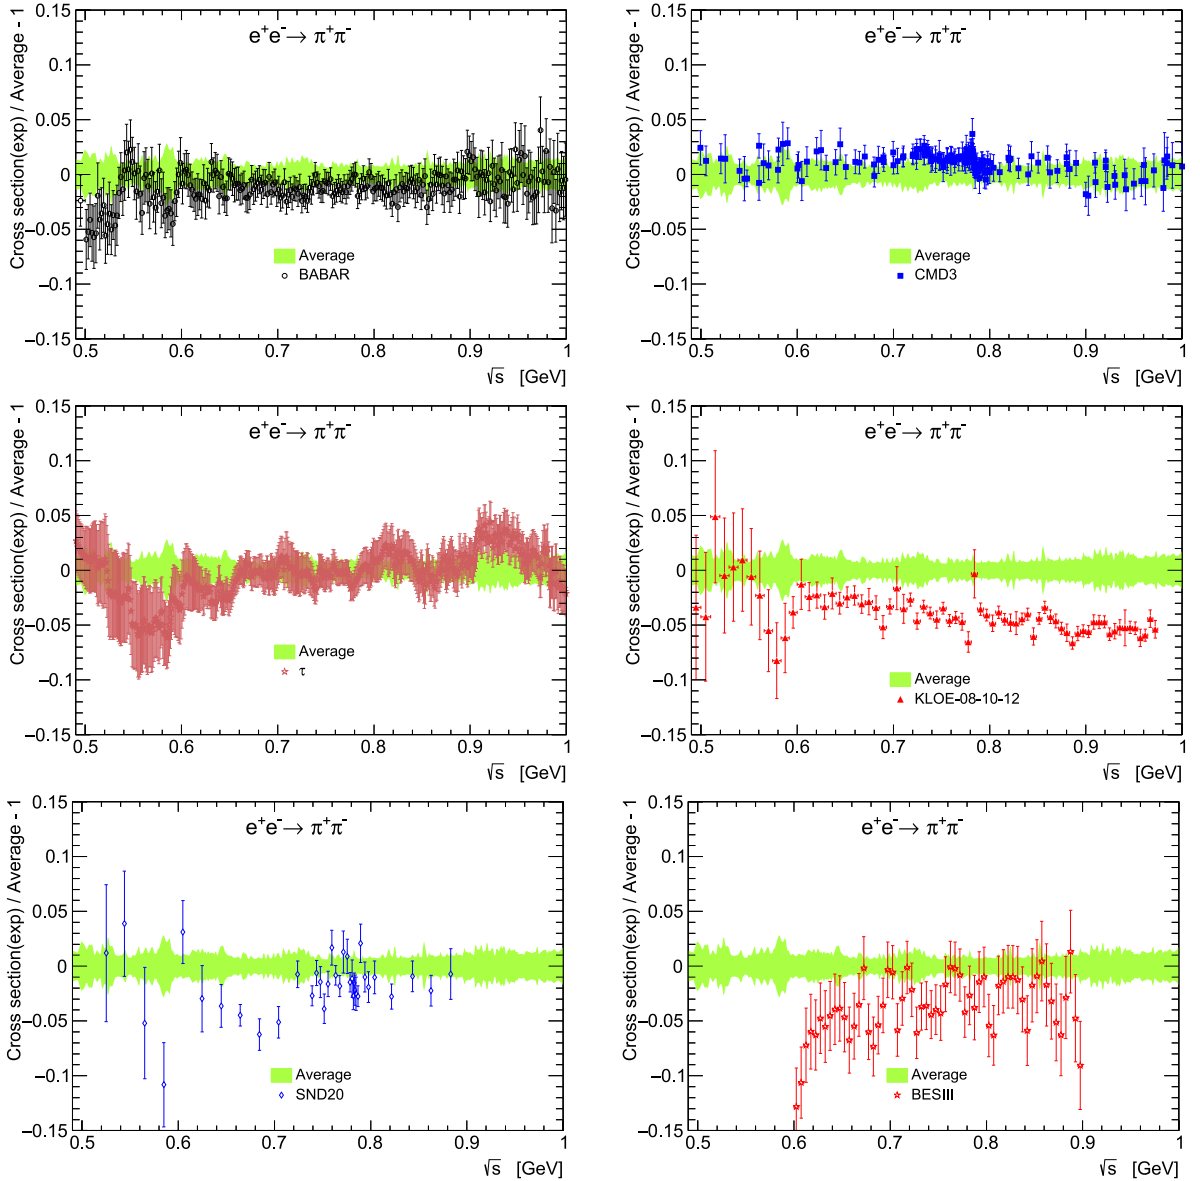 Cross section(exp) / Average - 1
0.15
0.1
0.05
0
−0.05
−0.1
−0.15
e⁺e⁻→ π⁺π⁻
Average
BABAR
0.5 0.6 0.7 0.8 0.9 1
√s [GeV]
Cross section(exp) / Average - 1
0.15
0.1
0.05
0
−0.05
−0.1
−0.15
e⁺e⁻→ π⁺π⁻
Average
CMD3
0.5 0.6 0.7 0.8 0.9 1
√s [GeV]
Cross section(exp) / Average - 1
0.15
0.1
0.05
0
−0.05
−0.1
−0.15
e⁺e⁻→ π⁺π⁻
Average
τ
0.5 0.6 0.7 0.8 0.9 1
√s [GeV]
Cross section(exp) / Average - 1
0.15
0.1
0.05
0
−0.05
−0.1
−0.15
e⁺e⁻→ π⁺π⁻
Average
KLOE-08-10-12
0.5 0.6 0.7 0.8 0.9 1
√s [GeV]
Cross section(exp) / Average - 1
0.15
0.1
0.05
0
−0.05
−0.1
−0.15
e⁺e⁻→ π⁺π⁻
Average
SND20
0.5 0.6 0.7 0.8 0.9 1
√s [GeV]
Cross section(exp) / Average - 1
0.15
0.1
0.05
0
−0.05
−0.1
−0.15
e⁺e⁻→ π⁺π⁻
Average
BESIII
0.5 0.6 0.7 0.8 0.9 1
√s [GeV]